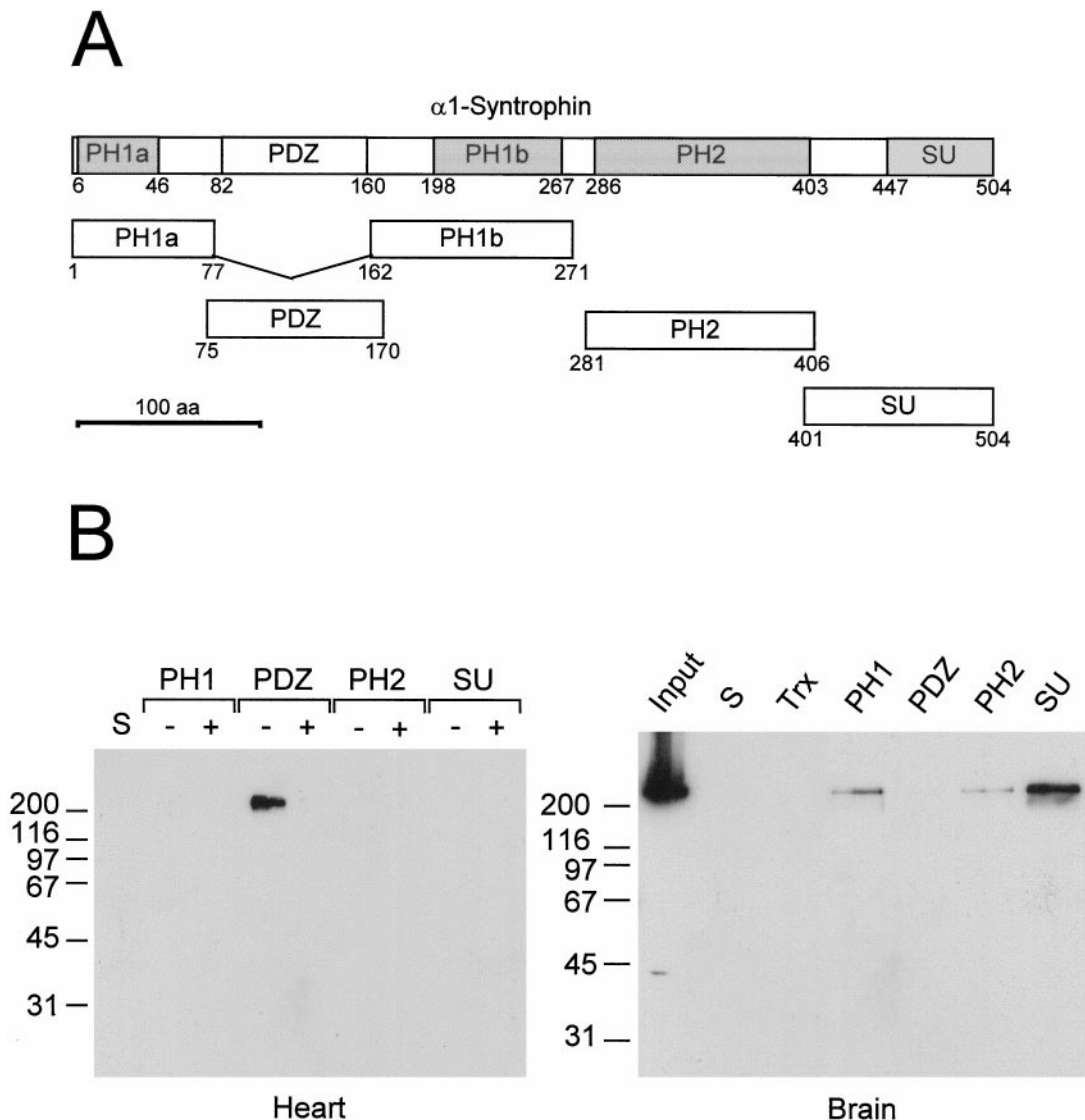 A
α1-Syntrophin
PH1a PDZ PH1b PH2 SU
6 46 82 160 198 267 286 403 447 504
PH1a PH1b
1 77 162 271
PDZ PH2
75 170 281 406
100 aa SU
401 504
B
PH1 PDZ PH2 SU
S - + - + - + - +
200
116
97
67
45
31
Heart
Input S Trx PH1 PDZ PH2 SU
200
116
97
67
45
31
Brain